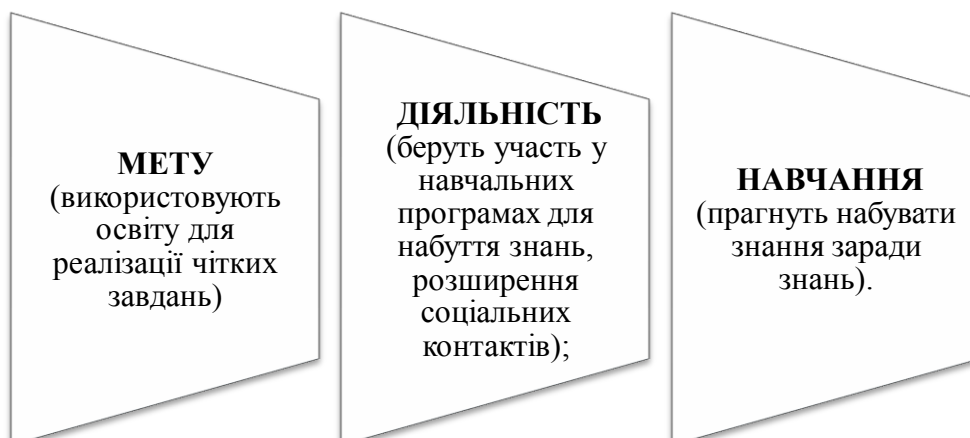 МЕТУ
(використовують
освіту для
реалізації чітких
завдань)
ДІЯЛЬНІСТЬ
(беруть участь у
навчальних
програмах для
набуття знань,
розширення
соціальних
контактів);
НАВЧАННЯ
(прагнуть набувати
знання заради
знань).